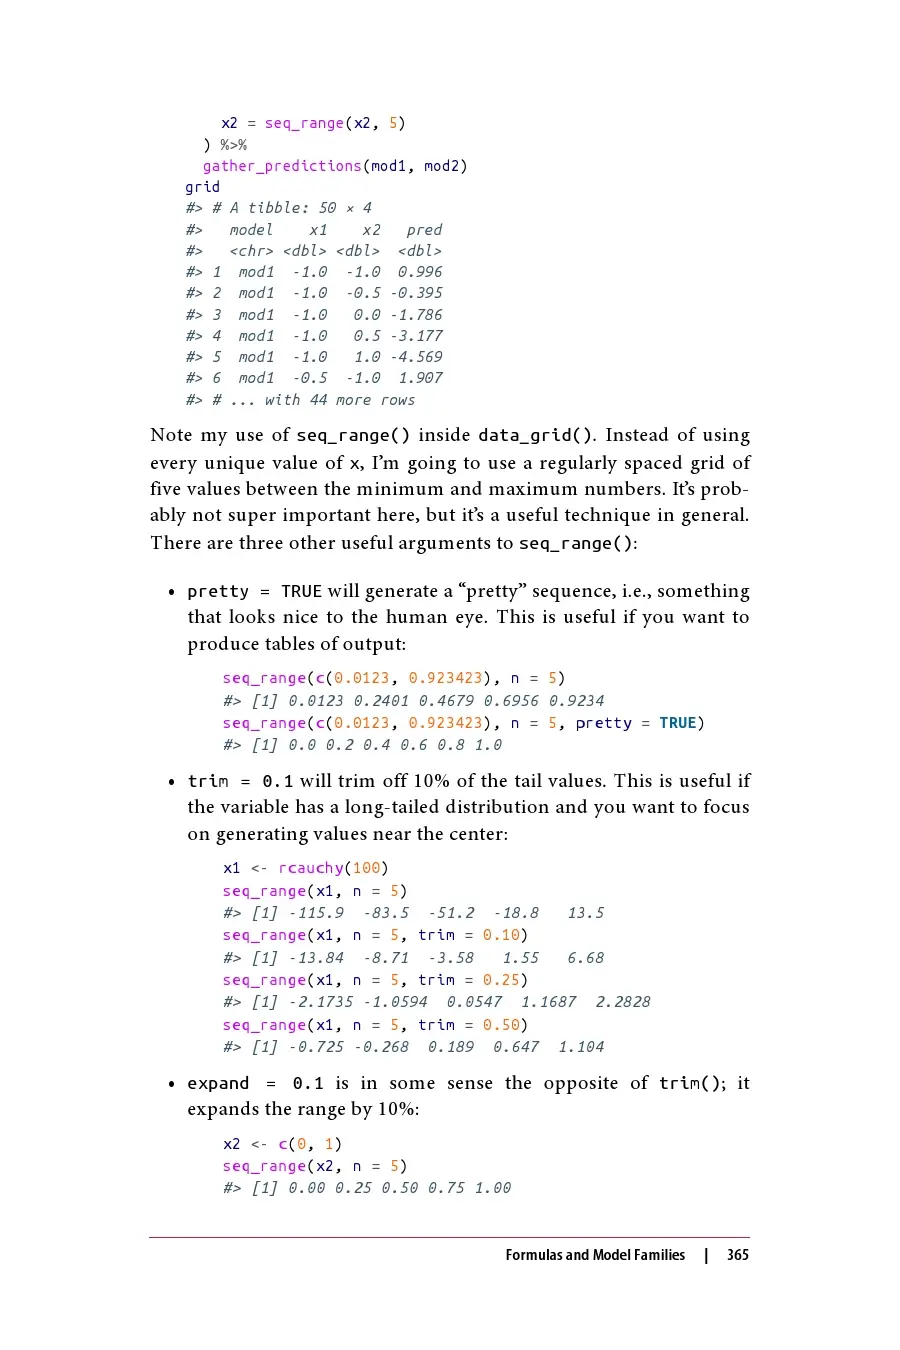 x2 = seq_range(x2, 5)
) %>%
gather_predictions(mod1, mod2)
grid
#> # A tibble: 50 × 4
#>   model    x1    x2   pred
#>   <chr> <dbl> <dbl>  <dbl>
#> 1  mod1  -1.0  -1.0  0.996
#> 2  mod1  -1.0  -0.5 -0.395
#> 3  mod1  -1.0   0.0 -1.786
#> 4  mod1  -1.0   0.5 -3.177
#> 5  mod1  -1.0   1.0 -4.569
#> 6  mod1  -0.5  -1.0  1.907
#> # ... with 44 more rows
Note my use of seq_range() inside data_grid(). Instead of using
every unique value of x, I’m going to use a regularly spaced grid of
five values between the minimum and maximum numbers. It’s prob-
ably not super important here, but it’s a useful technique in general.
There are three other useful arguments to seq_range():
• pretty = TRUE will generate a “pretty” sequence, i.e., something
that looks nice to the human eye. This is useful if you want to
produce tables of output:
seq_range(c(0.0123, 0.923423), n = 5)
#> [1] 0.0123 0.2401 0.4679 0.6956 0.9234
seq_range(c(0.0123, 0.923423), n = 5, pretty = TRUE)
#> [1] 0.0 0.2 0.4 0.6 0.8 1.0
• trim = 0.1 will trim off 10% of the tail values. This is useful if
the variable has a long-tailed distribution and you want to focus
on generating values near the center:
x1 <- rcauchy(100)
seq_range(x1, n = 5)
#> [1] -115.9  -83.5  -51.2  -18.8   13.5
seq_range(x1, n = 5, trim = 0.10)
#> [1] -13.84  -8.71  -3.58   1.55   6.68
seq_range(x1, n = 5, trim = 0.25)
#> [1] -2.1735 -1.0594  0.0547  1.1687  2.2828
seq_range(x1, n = 5, trim = 0.50)
#> [1] -0.725 -0.268  0.189  0.647  1.104
• expand = 0.1 is in some sense the opposite of trim(); it
expands the range by 10%:
x2 <- c(0, 1)
seq_range(x2, n = 5)
#> [1] 0.00 0.25 0.50 0.75 1.00
Formulas and Model Families | 365